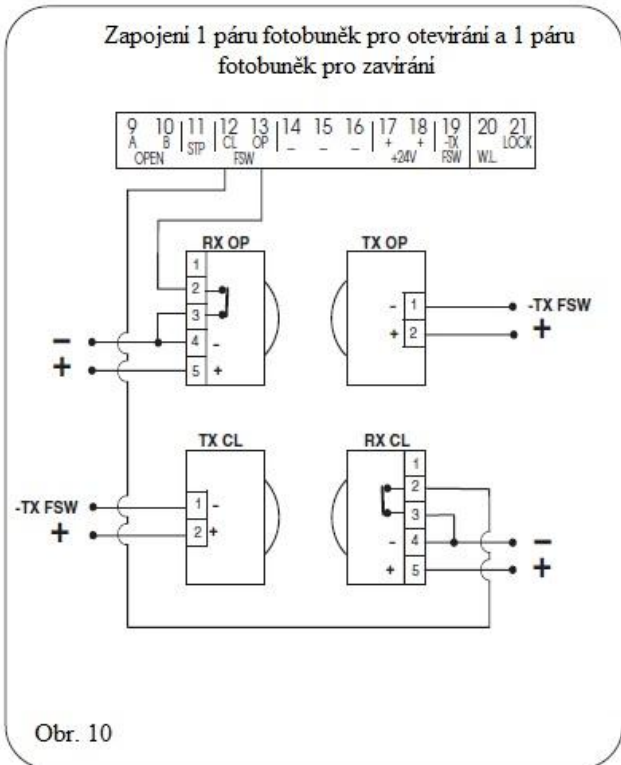 Zapojení 1 páru fotobuněk pro otevírání a 1 páru
fotobuněk pro zavírání
9 10 11 12 13 14 15 16 17 18 19 20 21
A B STP CL OP – – – + + -TX W.L. LOCK
OPEN FSW +24V FSW
RX OP TX OP
1
2
3
4 -
5 +
–
+
- 1
+ 2
-TX FSW
+
TX CL RX CL
-TX FSW
+
1 -
2 +
1
2
3
- 4
+ 5
–
+
Obr. 10